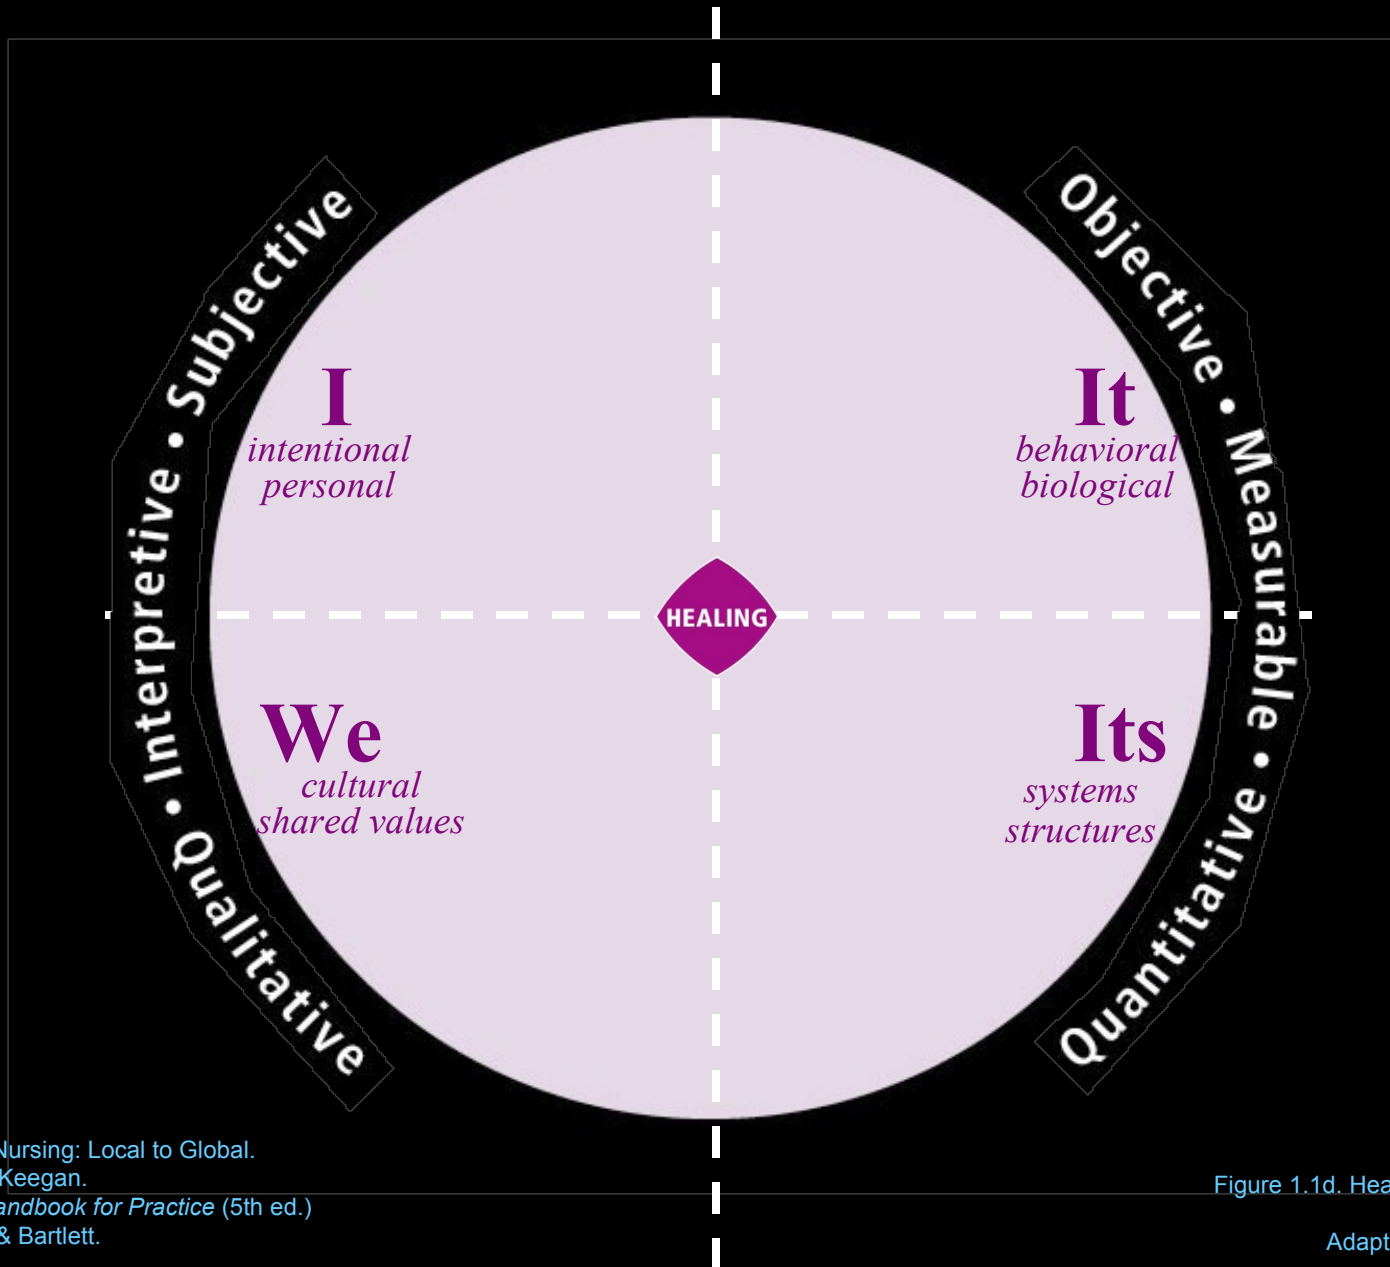 Subjective
Interpretive •
• Qualitative
Objective •
Measurable •
Quantitative
I
intentional
personal
It
behavioral
biological
HEALING
We
cultural
shared values
Its
systems
structures
Nursing: Local to Global.
Keegan.
andbook for Practice (5th ed.)
& Bartlett.
Figure 1.1d. Hea
Adapt